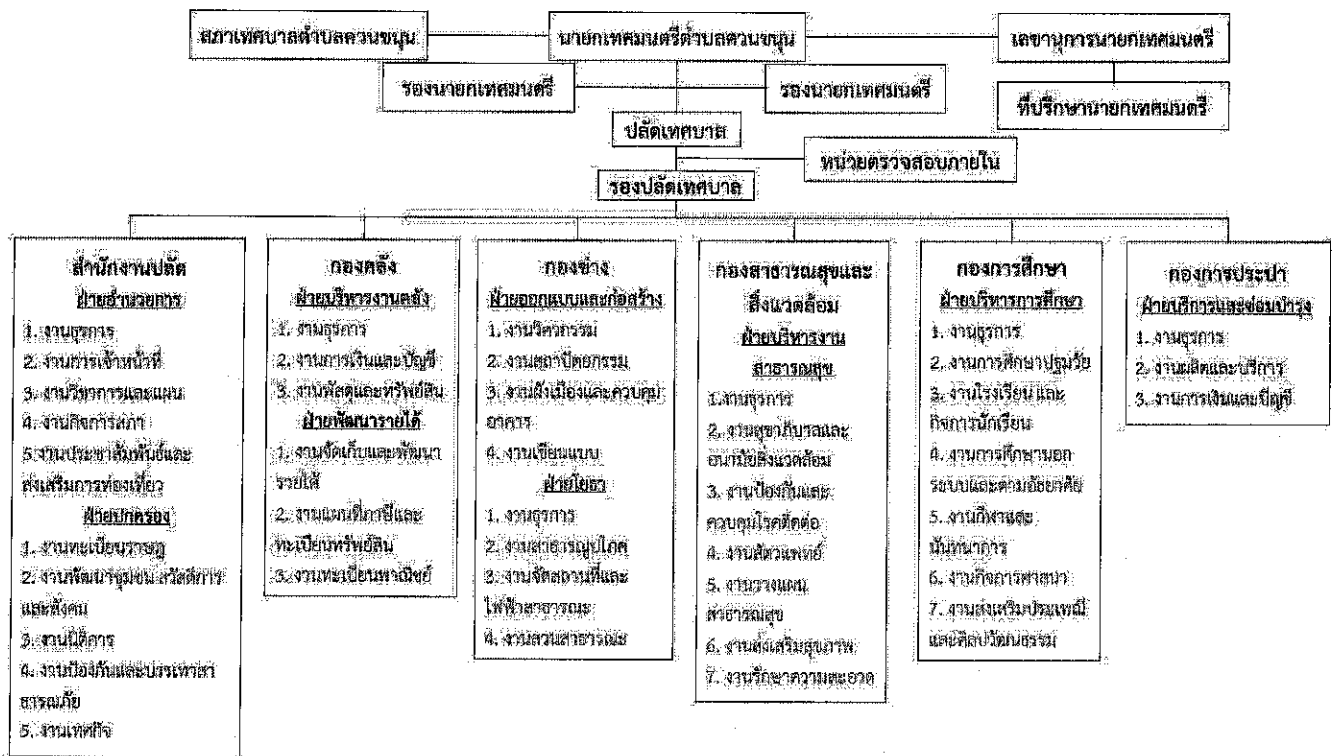 สภาเทศบาลตำบลควนขนุน
นายกเทศมนตรีตำบลควนขนุน
เลขานุการนายกเทศมนตรี
รองนายกเทศมนตรี
รองนายกเทศมนตรี
ที่ปรึกษานายกเทศมนตรี
ปลัดเทศบาล
หน่วยตรวจสอบภายใน
รองปลัดเทศบาล
สำนักงานปลัด
ฝ่ายอำนวยการ
1. งานธุรการ
2. งานการเจ้าหน้าที่
3. งานวิชาการและแผน
4. งานกิจการสภา
5. งานประชาสัมพันธ์และ
ส่งเสริมการท่องเที่ยว
ฝ่ายปกครอง
1. งานทะเบียนราษฎ
2. งานพัฒนาชุมชน สวัสดิการ
และสังคม
3. งานนิติการ
4. งานป้องกันและบรรเทาสา
ธารณภัย
5. งานเทศกิจ
กองคลัง
ฝ่ายบริหารงานคลัง
1. งานธุรการ
2. งานการเงินและบัญชี
3. งานพัสดุและทรัพย์สิน
ฝ่ายพัฒนารายได้
1. งานจัดเก็บและพัฒนา
รายได้
2. งานแผนที่ภาษีและ
ทะเบียนทรัพย์สิน
3. งานทะเบียนพาณิชย์
กองช่าง
ฝ่ายออกแบบและก่อสร้าง
1. งานวิศวกรรม
2. งานสถาปัตยกรรม
3. งานผังเมืองและควบคุม
อาคาร
4. งานเขียนแบบ
ฝ่ายโยธา
1. งานธุรการ
2. งานสาธารณูปโภค
3. งานจัดสถานที่และ
ไฟฟ้าสาธารณะ
4. งานสวนสาธารณะ
กองสาธารณสุขและ
สิ่งแวดล้อม
ฝ่ายบริหารงาน
สาธารณสุข
1.งานธุรการ
2. งานสุขาภิบาลและ
อนามัยสิ่งแวดล้อม
3. งานป้องกันและ
ควบคุมโรคติดต่อ
4. งานสัตวแพทย์
5. งานวางแผน
สาธารณสุข
6. งานส่งเสริมสุขภาพ
7. งานรักษาความสะอาด
กองการศึกษา
ฝ่ายบริหารการศึกษา
1. งานธุรการ
2. งานการศึกษาปฐมวัย
3. งานโรงเรียน และ
กิจการนักเรียน
4. งานการศึกษานอก
ระบบและตามอัธยาศัย
5. งานกีฬาและ
นันทนาการ
6. งานกิจการศาสนา
7. งานส่งเสริมประเพณี
และศิลปวัฒนธรรม
กองการประปา
ฝ่ายบริการและซ่อมบำรุง
1. งานธุรการ
2. งานผลิตและบริการ
3. งานการเงินและบัญชี